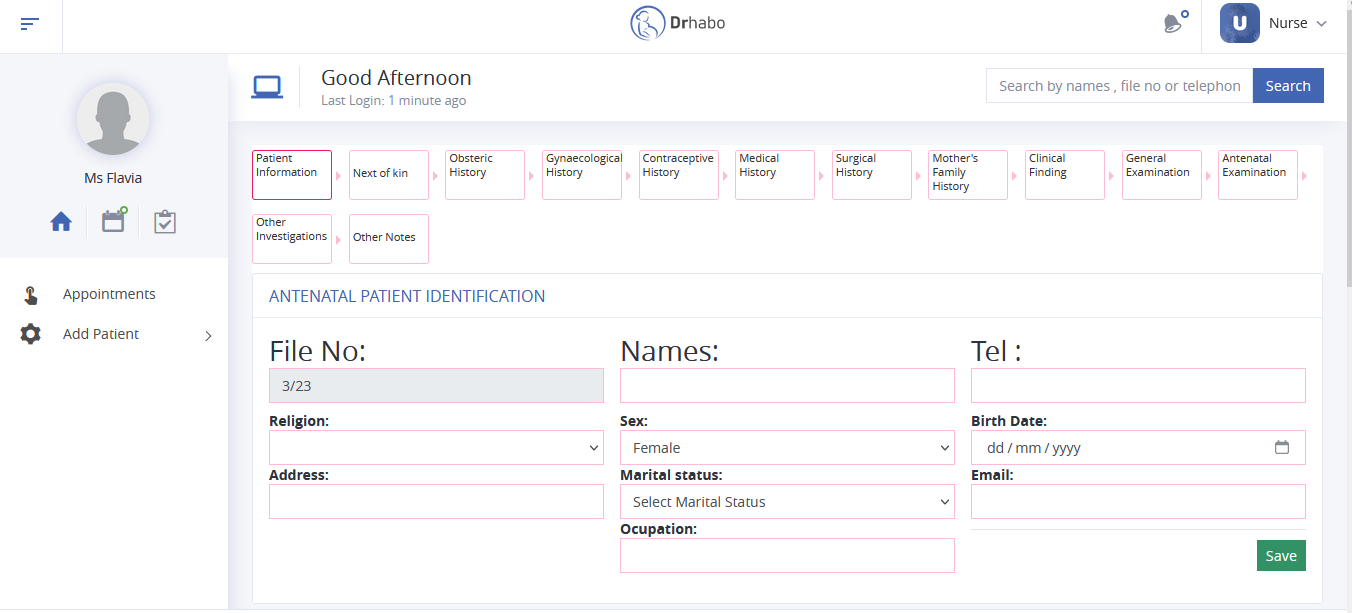 Drhabo
U Nurse
Good Afternoon
Last Login: 1 minute ago
Search by names , file no or telephon
Search
Ms Flavia
Appointments
Add Patient
Patient
Information
Next of kin
Obsteric
History
Gynaecological
History
Contraceptive
History
Medical
History
Surgical
History
Mother's
Family
History
Clinical
Finding
General
Examination
Antenatal
Examination
Other
Investigations
Other Notes
ANTENATAL PATIENT IDENTIFICATION
File No: Names: Tel :
3/23
Religion: Sex: Birth Date:
Female dd / mm / yyyy
Address: Marital status: Email:
Select Marital Status
Ocupation:
Save